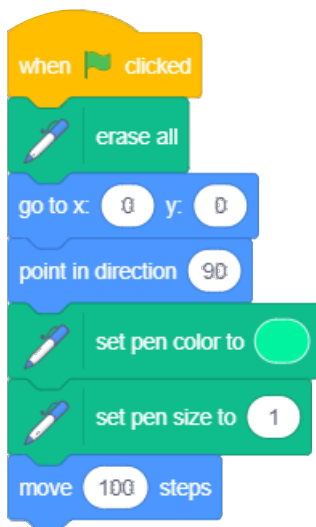 when clicked
erase all
go to x: 0 y: 0
point in direction 90
set pen color to
set pen size to 1
move 100 steps